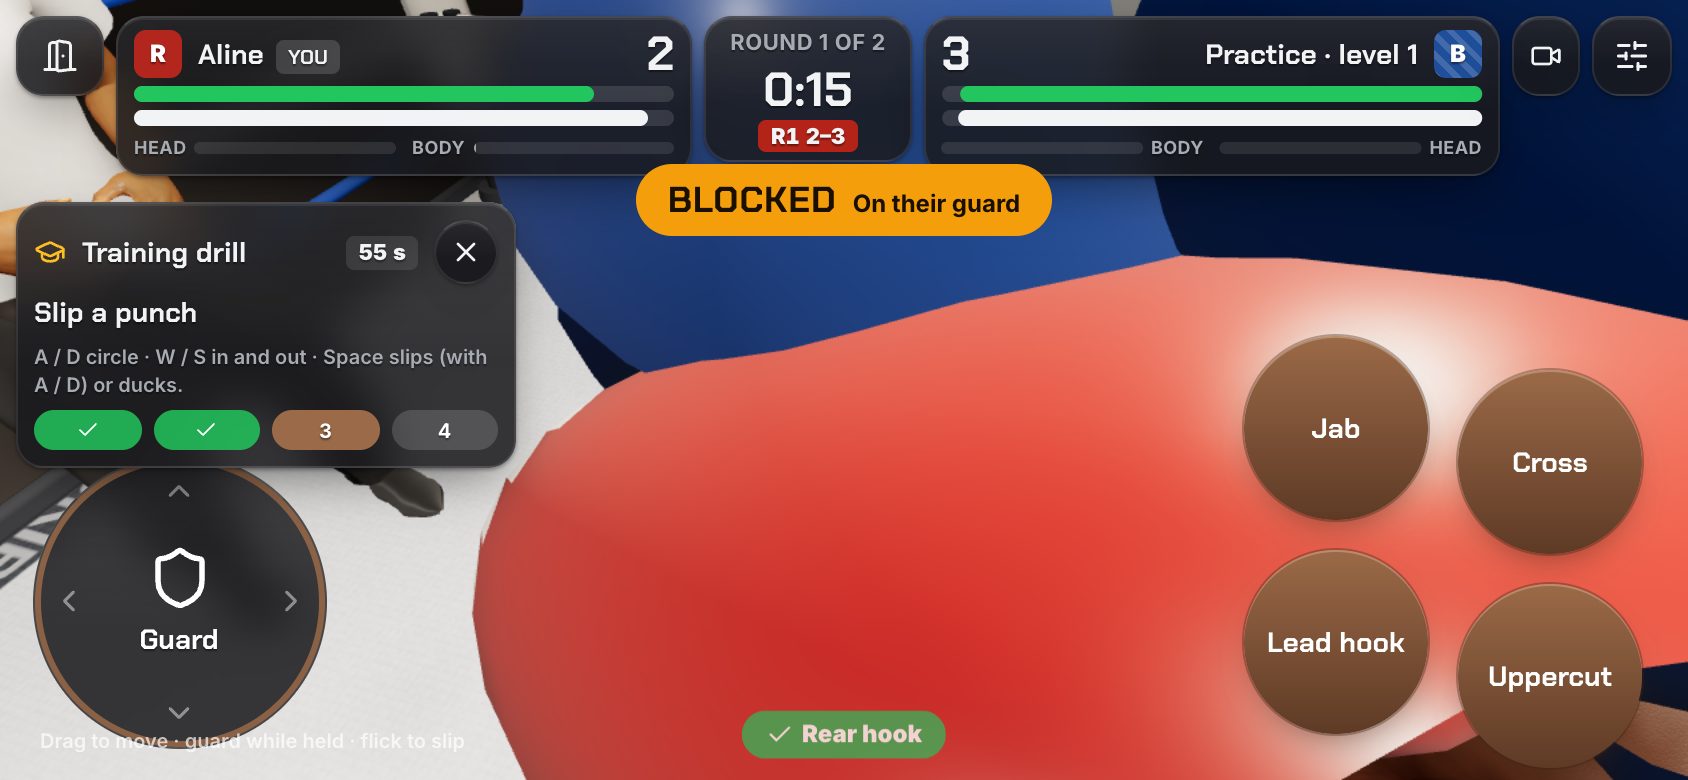 R Aline YOU 2
ROUND 1 OF 2
0:15
R1 2–3
3 Practice · level 1 B
HEAD BODY
BODY HEAD
BLOCKED On their guard
Training drill 55 s
Slip a punch
A / D circle · W / S in and out · Space slips (with
A / D) or ducks.
3 4
Guard
Drag to move · guard while held · flick to slip
Jab
Cross
Lead hook
Uppercut
Rear hook